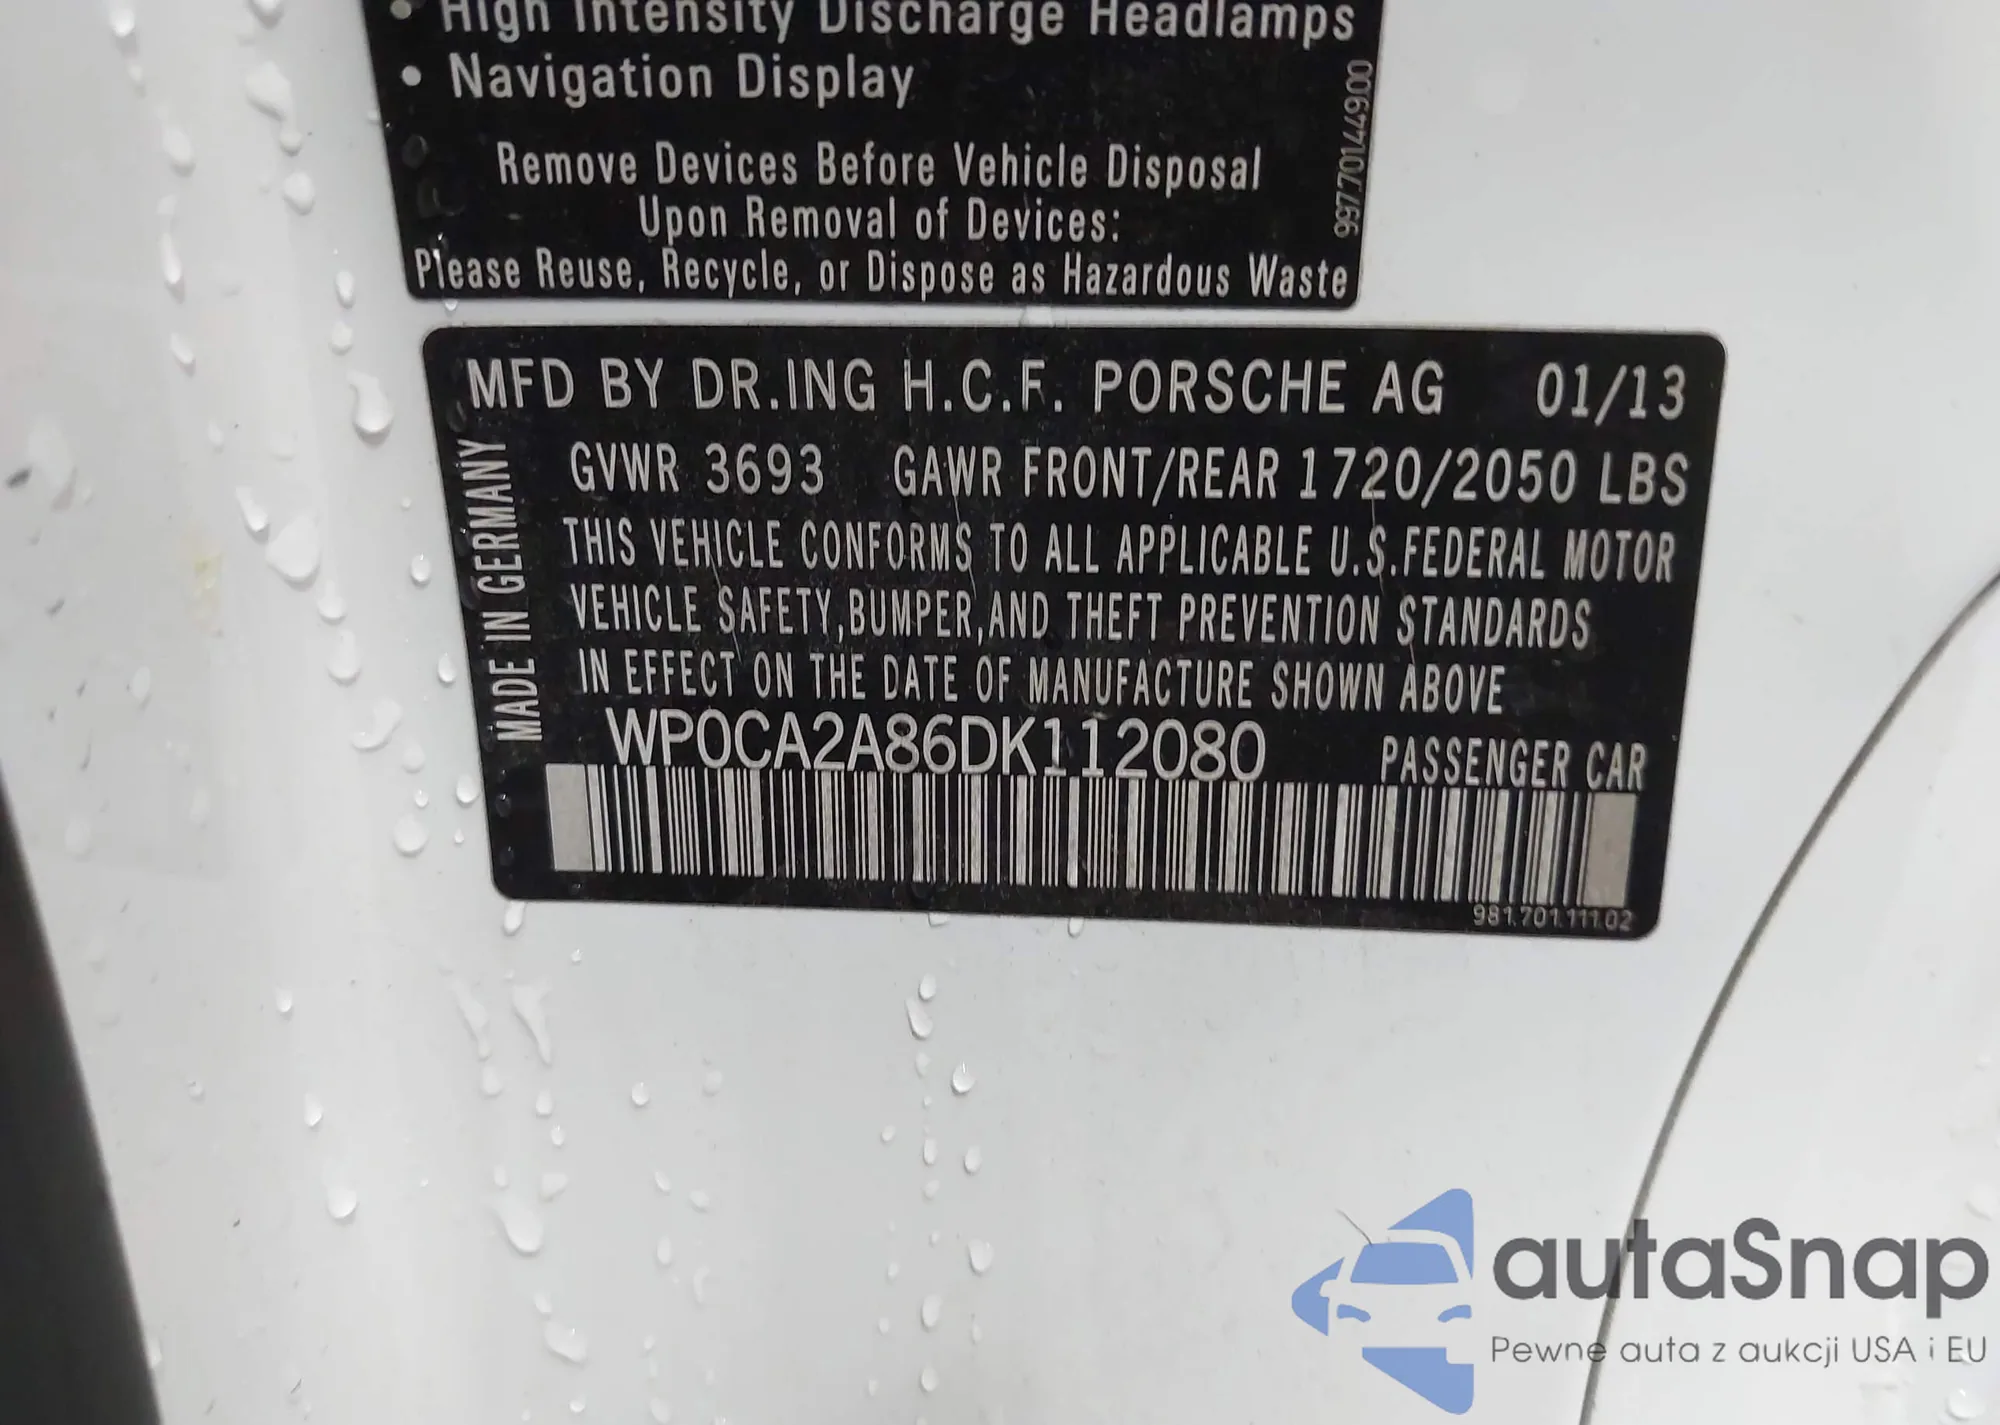 • High Intensity Discharge Headlamps
• Navigation Display
Remove Devices Before Vehicle Disposal
Upon Removal of Devices:
Please Reuse, Recycle, or Dispose as Hazardous Waste
997.701.449.00
MFD BY DR.ING H.C.F. PORSCHE AG 01/13
GVWR 3693 GAWR FRONT/REAR 1720/2050 LBS
THIS VEHICLE CONFORMS TO ALL APPLICABLE U.S.FEDERAL MOTOR
VEHICLE SAFETY,BUMPER,AND THEFT PREVENTION STANDARDS
IN EFFECT ON THE DATE OF MANUFACTURE SHOWN ABOVE
MADE IN GERMANY
WP0CA2A86DK112080 PASSENGER CAR
981.701.111.02
autaSnap
Pewne auta z aukcji USA i EU